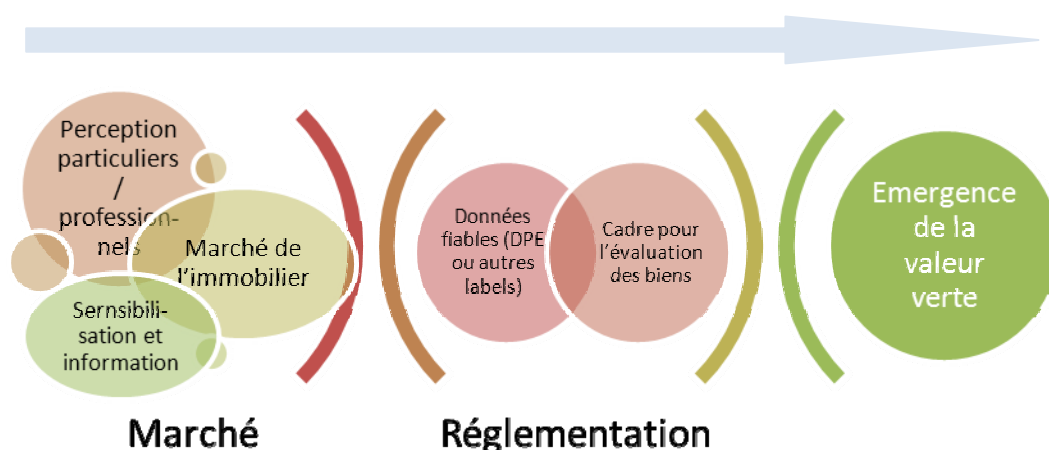 Perception
particuliers
/
profession-
nels
Marché de
l'immobilier
Sernsibili-
sation et
information
Données
fiables (DPE
ou autres
labels)
Cadre pour
l'évaluation
des biens
Emergence
de la
valeur
verte
Marché
Réglementation